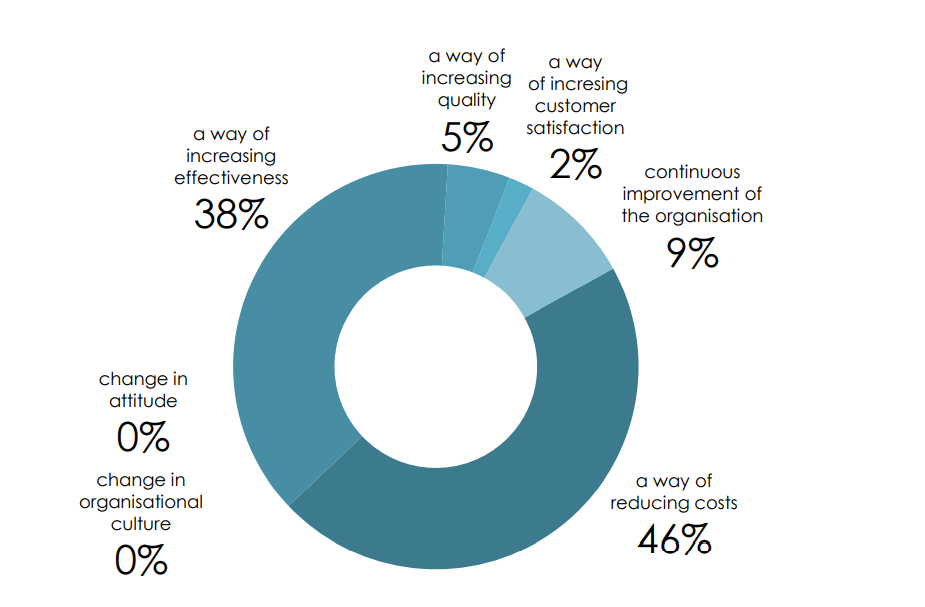 a way of
increasing
quality
5%
a way
of incresing
customer
satisfaction
2%
a way of
increasing
effectiveness
38%
continuous
improvement of
the organisation
9%
change in
attitude
0%
change in
organisational
culture
0%
a way of
reducing costs
46%